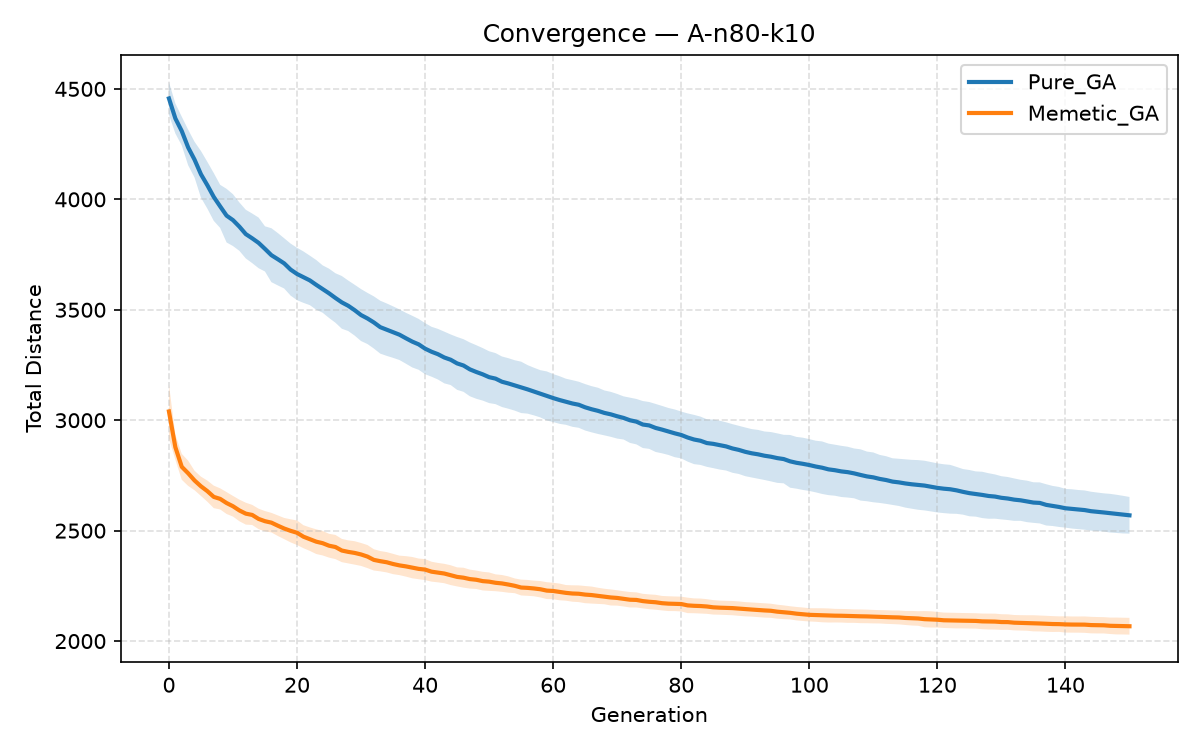 Convergence — A-n80-k10
Pure_GA
Memetic_GA
Total Distance
4500
4000
3500
3000
2500
2000
0 20 40 60 80 100 120 140
Generation